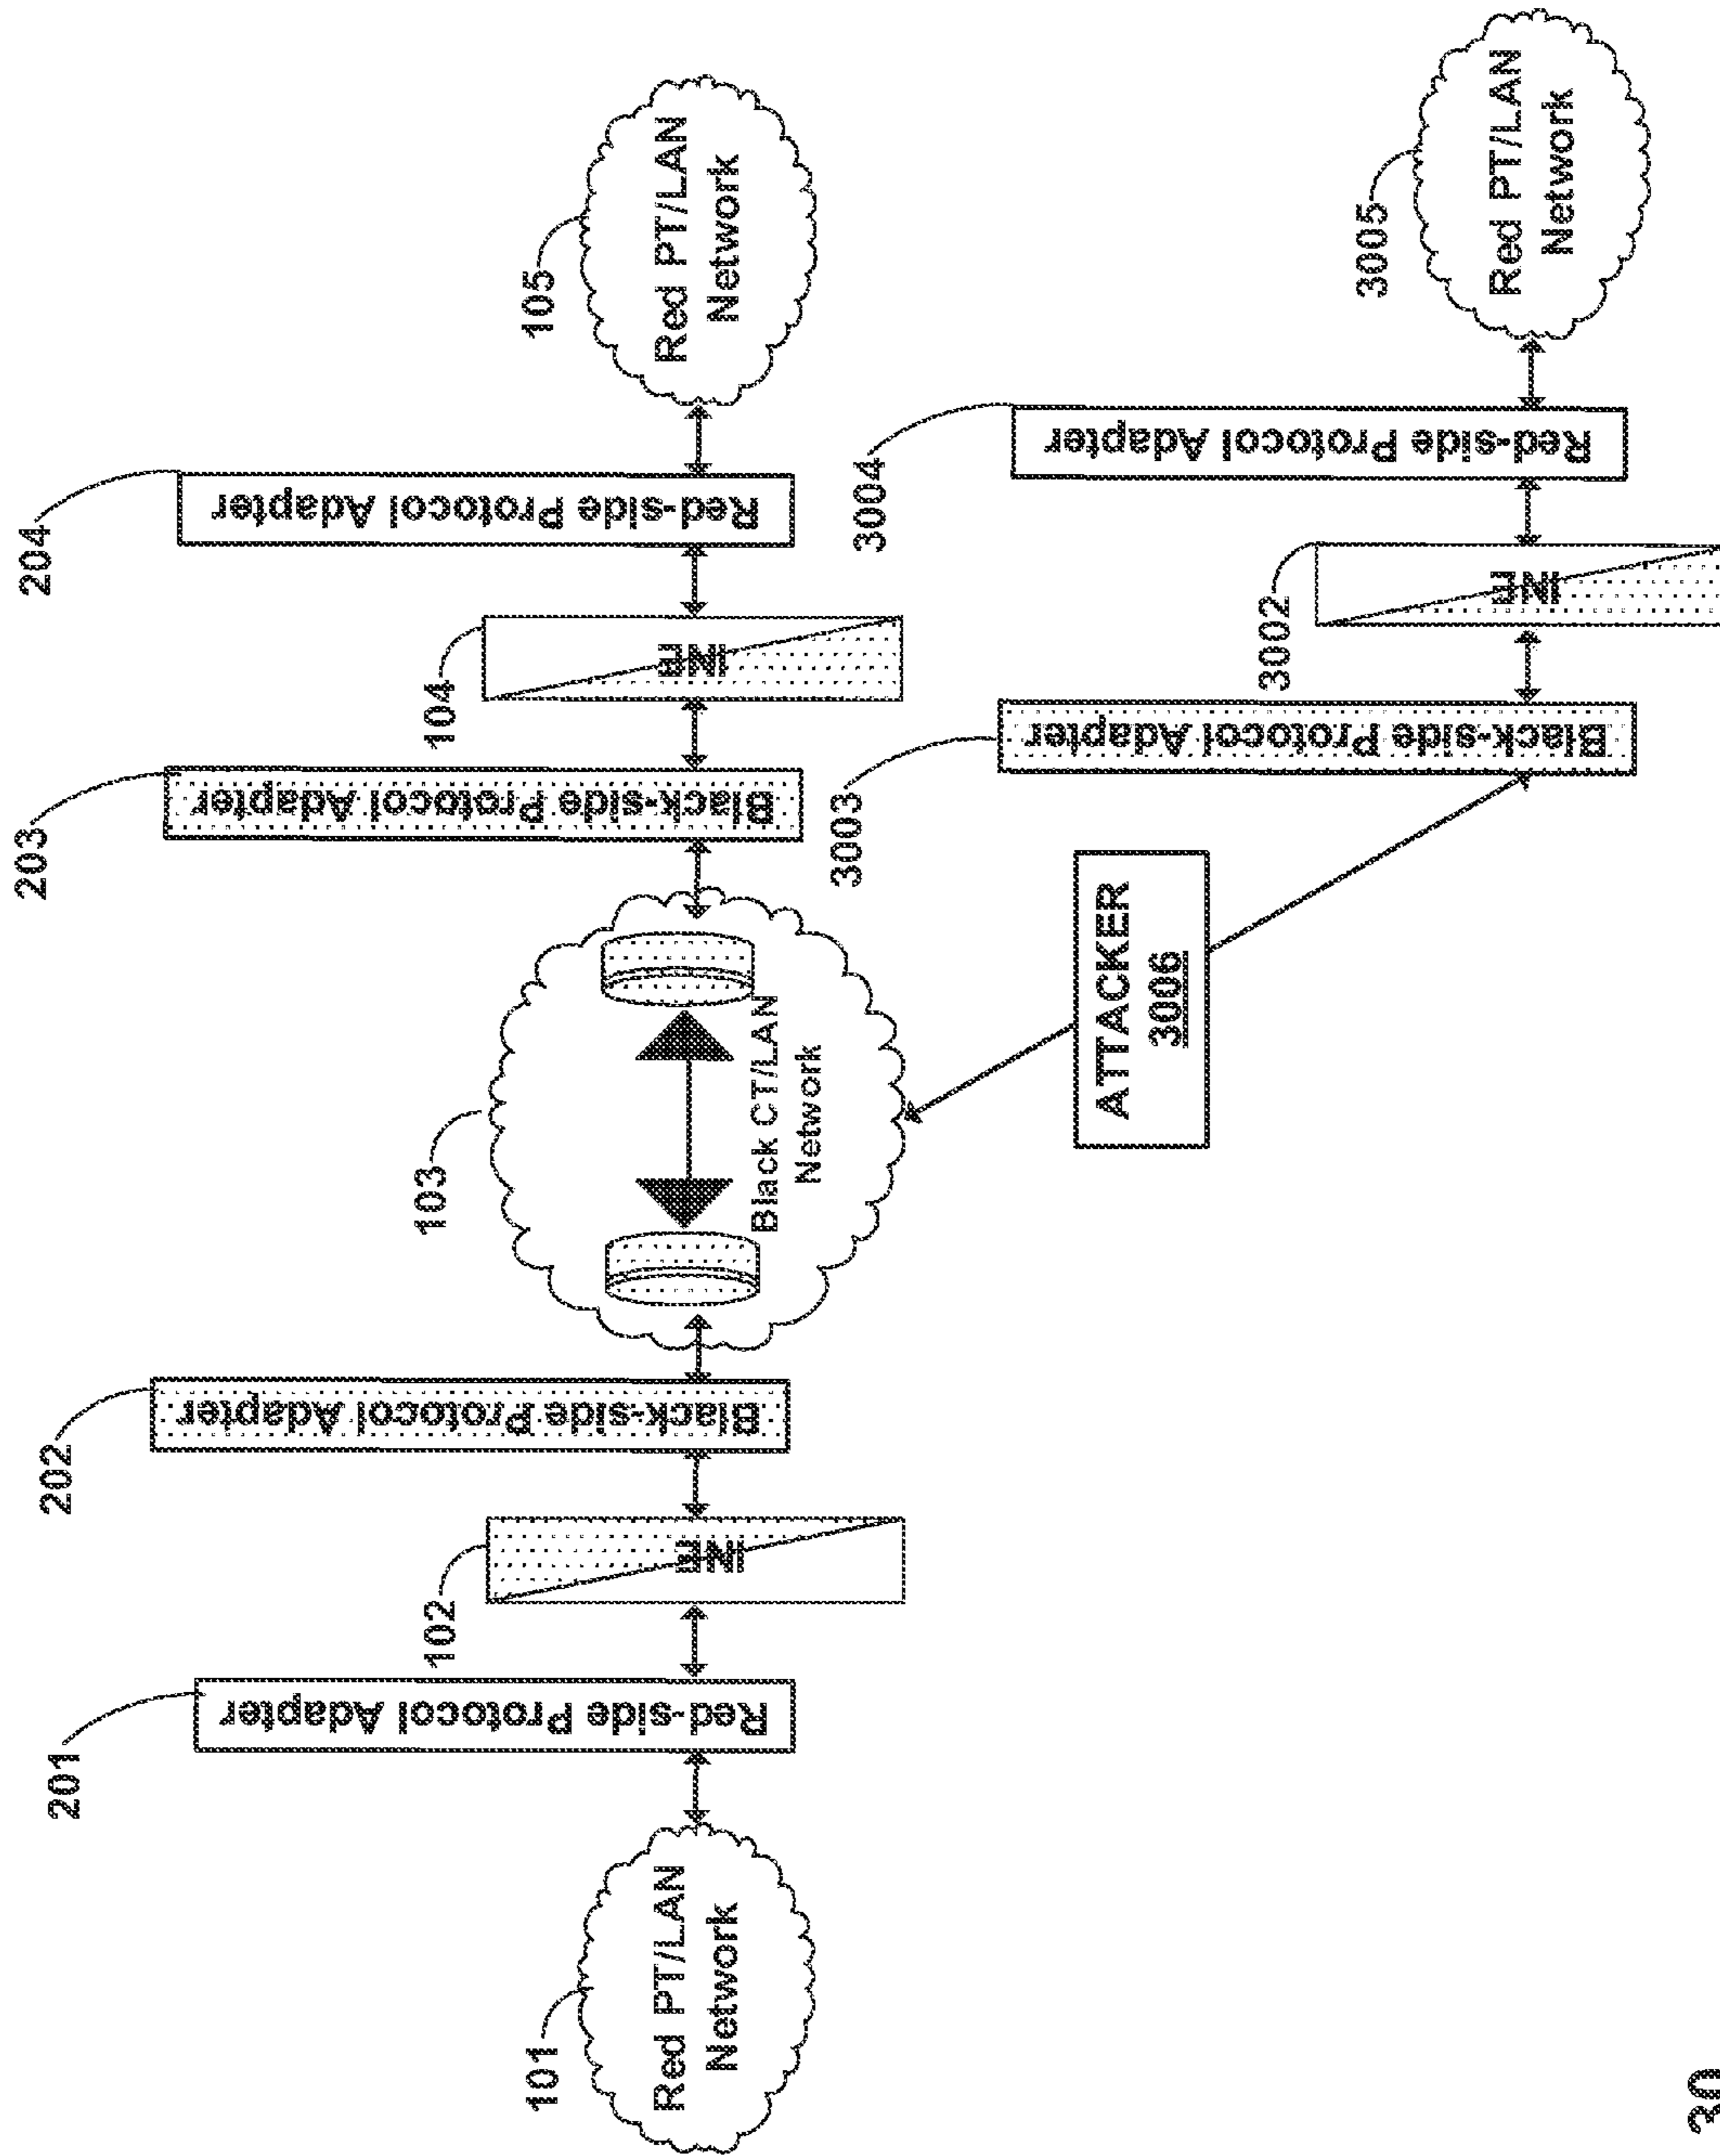 201
202
203
204
Red-side Protocol Adapter
Black-side Protocol Adapter
Black-side Protocol Adapter
Red-side Protocol Adapter
101
102
103
104
105
Red PT/LAN
Network
INE
Black CT/LAN
Network
INE
Red PT/LAN
Network
ATTACKER
3006
3003
3002
3004
3005
Black-side Protocol Adapter
INE
Red-side Protocol Adapter
Red PT/LAN
Network
30